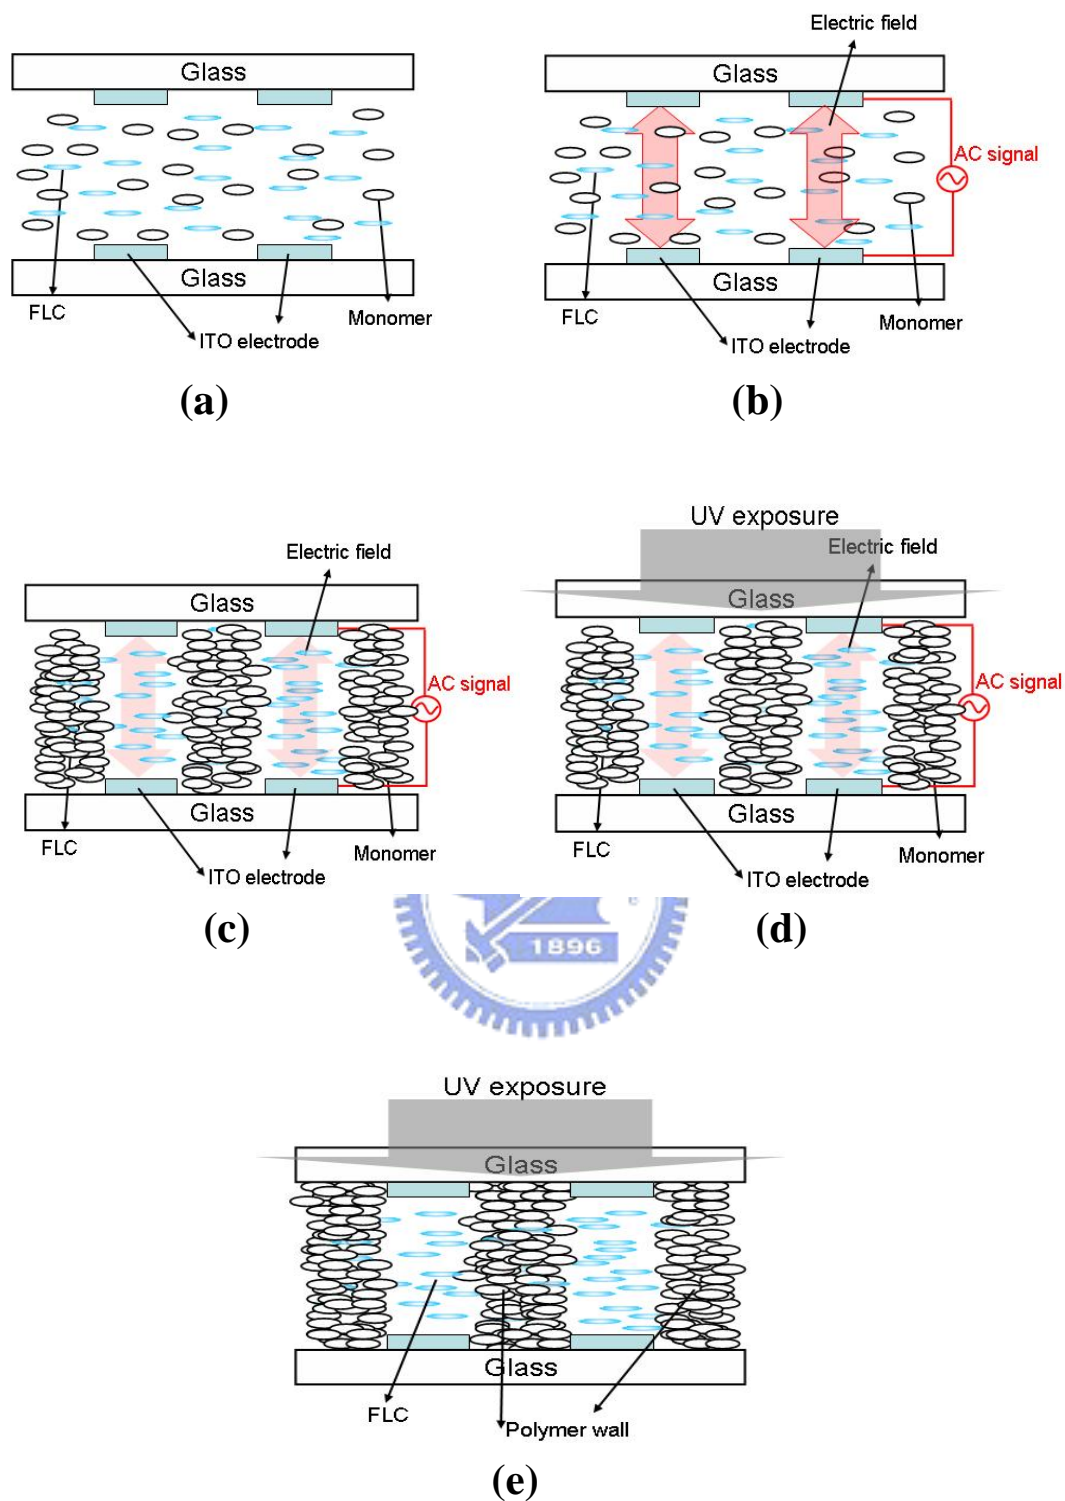 Electric field
Glass
Glass
AC signal
Glass
Glass
FLC
Monomer
ITO electrode
FLC
Monomer
ITO electrode
(a)
(b)
UV exposure
Electric field
Electric field
Glass
Glass
AC signal
AC signal
Glass
Glass
FLC
Monomer
ITO electrode
FLC
Monomer
ITO electrode
(c)
(d)
1896
UV exposure
Glass
Glass
FLC
Polymer wall
(e)